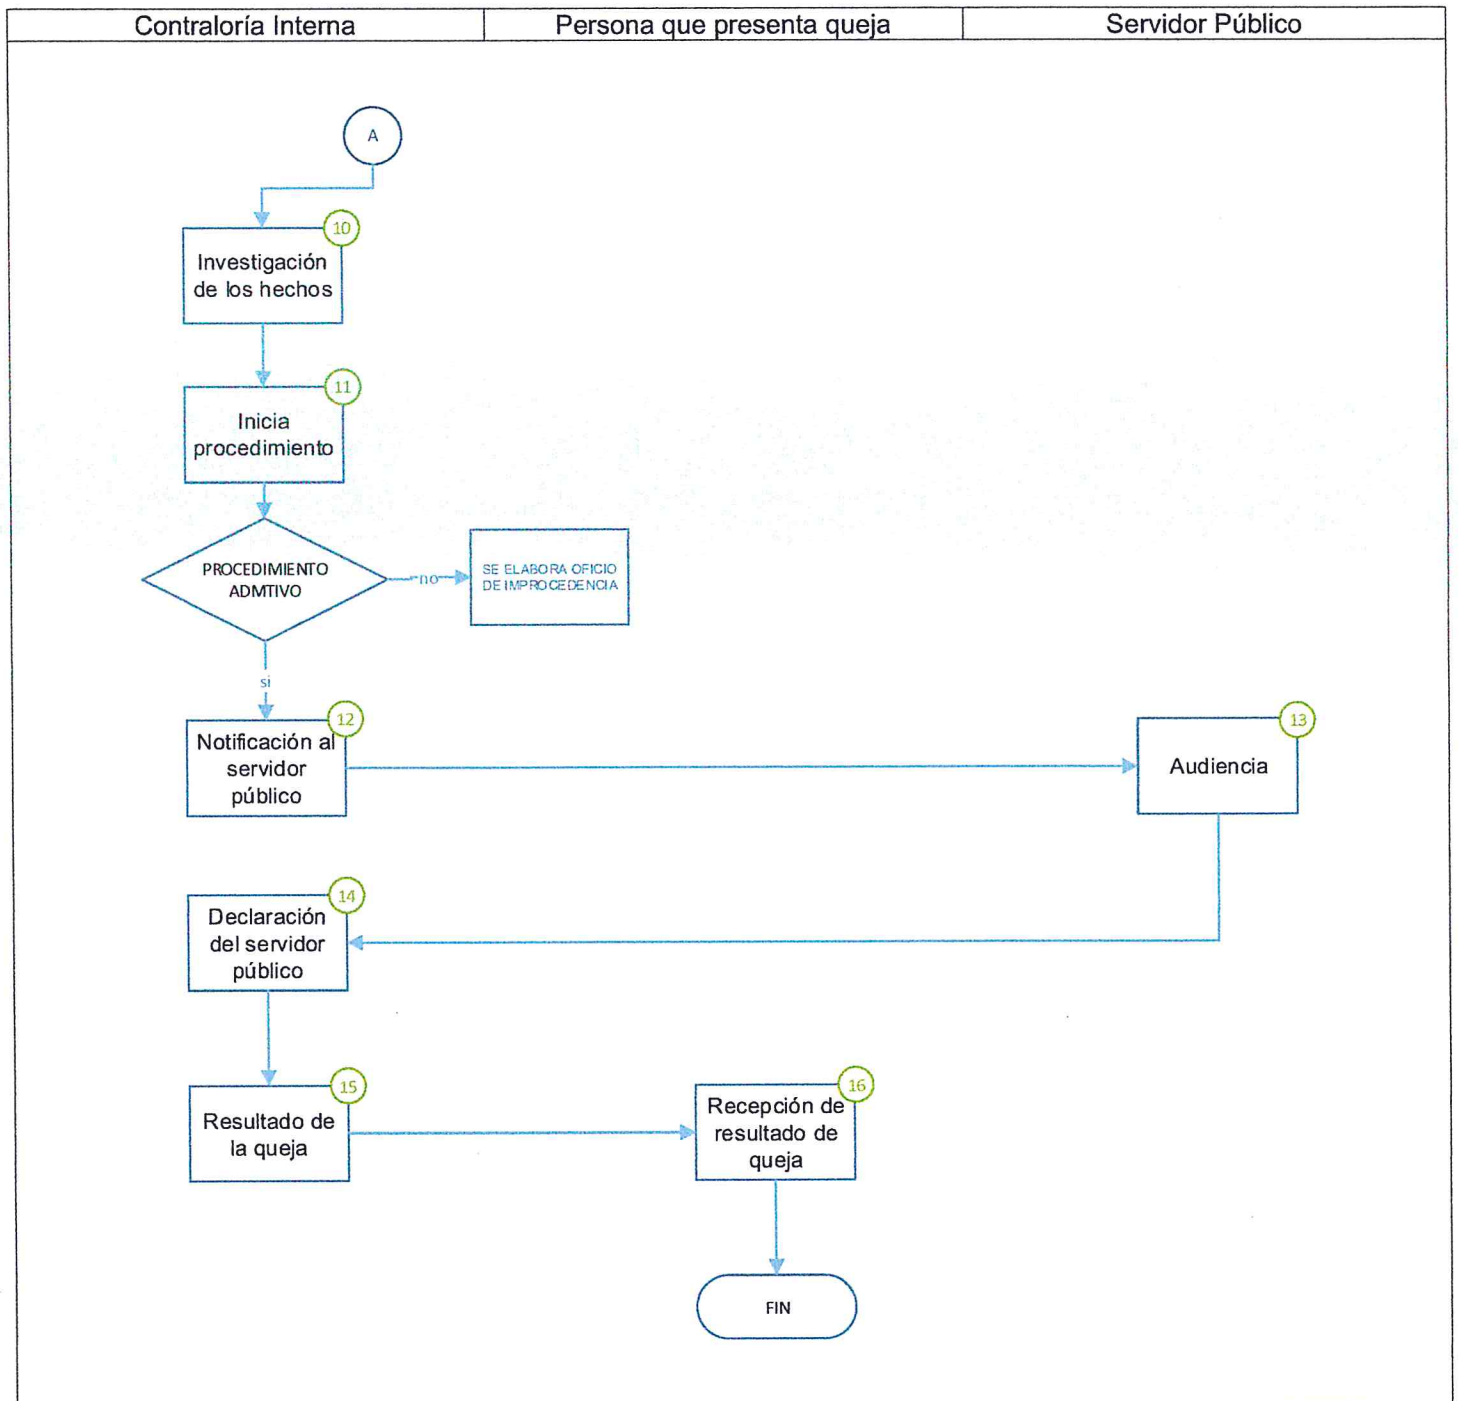 Contraloría Interna
Persona que presenta queja
Servidor Público
A
10
Investigación
de los hechos
11
Inicia
procedimiento
PROCEDIMIENTO
ADMTIVO
no
SE ELABORA OFICIO
DE IMPROCEDENCIA
si
12
Notificación al
servidor
público
13
Audiencia
14
Declaración
del servidor
público
15
Resultado de
la queja
16
Recepción de
resultado de
queja
FIN